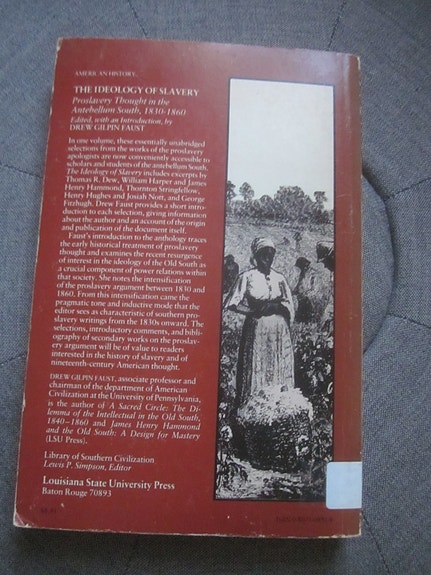 AMERICAN HISTORY
THE IDEOLOGY OF SLAVERY
Proslavery Thought in the
Antebellum South, 1830-1860
Edited, with an Introduction, by
DREW GILPIN FAUST
In one volume, these essentially unabridged
selections from the works of the proslavery
apologists are now conveniently accessible to
scholars and students of the antebellum South.
The Ideology of Slavery includes excerpts by
Thomas R. Dew, William Harper and James
Henry Hammond, Thornton Stringfellow,
Henry Hughes and Josiah Nott, and George
Fitzhugh. Drew Faust provides a short intro-
duction to each selection, giving information
about the author and an account of the origin
and publication of the document itself.
Faust's introduction to the anthology traces
the early historical treatment of proslavery
thought and examines the recent resurgence
of interest in the ideology of the Old South as
a crucial component of power relations within
that society. She notes the intensification
of the proslavery argument between 1830 and
1860. From this intensification came the
pragmatic tone and inductive mode that the
editor sees as characteristic of southern pro-
slavery writings from the 1830s onward. The
selections, introductory comments, and bibli-
ography of secondary works on the proslav-
ery argument will be of value to readers
interested in the history of slavery and of
nineteenth-century American thought.
DREW GILPIN FAUST, associate professor and
chairman of the department of American
Civilization at the University of Pennsylvania,
is the author of A Sacred Circle: The Di-
lemma of the Intellectual in the Old South,
1840-1860 and James Henry Hammond
and the Old South: A Design for Mastery
(LSU Press).
Library of Southern Civilization
Lewis P. Simpson, Editor
Louisiana State University Press
Baton Rouge 70893